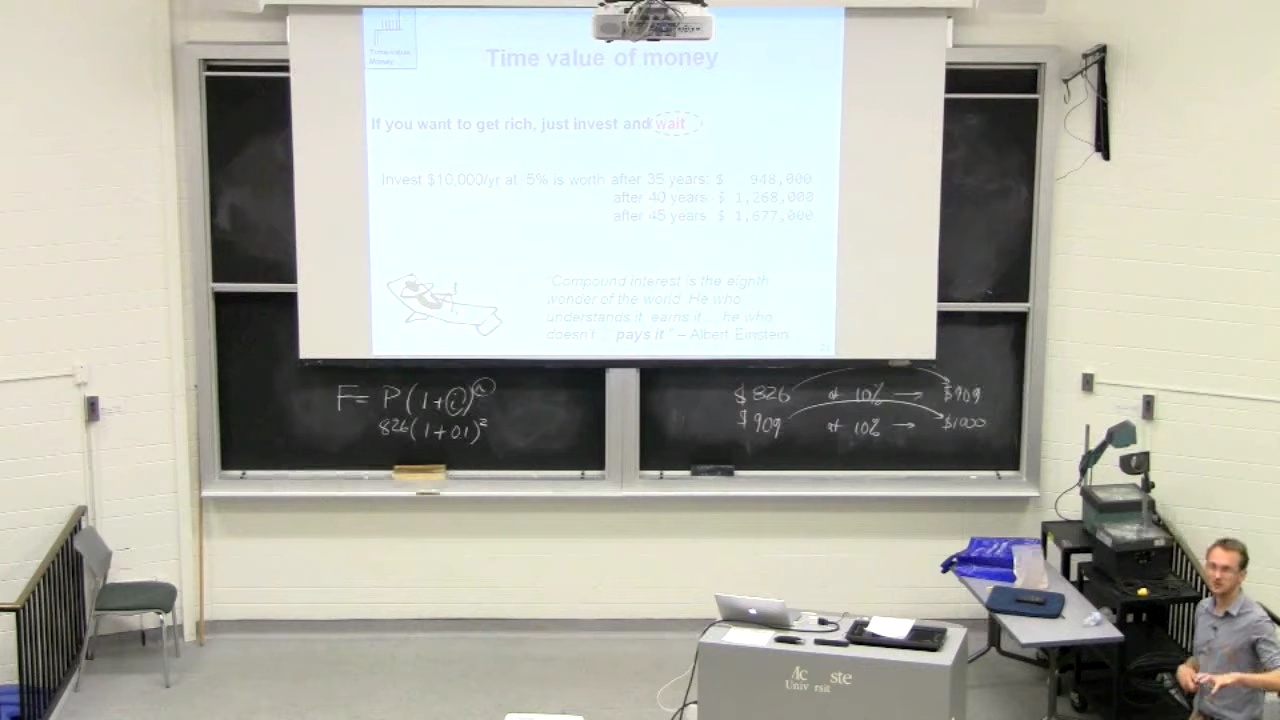 Time value
Money
Time value of money
If you want to get rich, just invest and wait
Invest $10,000/yr at 5% is worth after 35 years: $ 948,000
after 40 years $ 1,268,000
after 45 years $ 1,677,000
"Compound interest is the eighth
wonder of the world. He who
understands it, earns it ... he who
doesn't ... pays it." – Albert Einstein
F = P(1+i)ⁿ
826(1+0.1)²
$826 at 10% → $909
$909 at 10% → $1000
Mc ste
Univ rsit